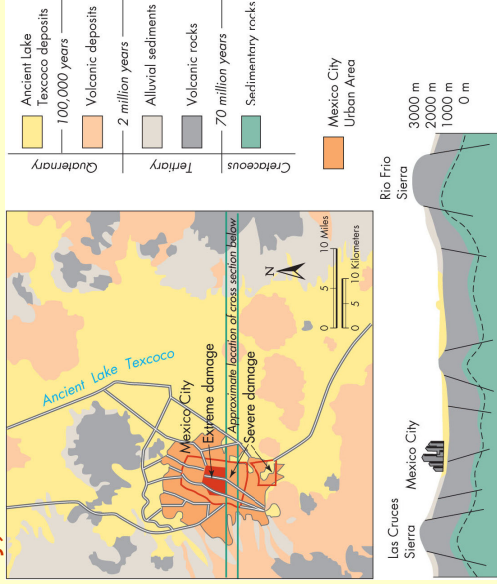 Ancient Lake
Texcoco deposits
100,000 years
Volcanic deposits
2 million years
Alluvial sediments
Volcanic rocks
70 million years
Sedimentary rocks
Quaternary
Tertiary
Cretaceous
Mexico City
Urban Area
Ancient Lake Texcoco
Mexico City
Extreme damage
Approximate location of cross section below
Severe damage
N
0 5 10 Miles
0 5 10 Kilometers
Las Cruces
Sierra
Mexico City
Rio Frio
Sierra
3000 m
2000 m
1000 m
0 m